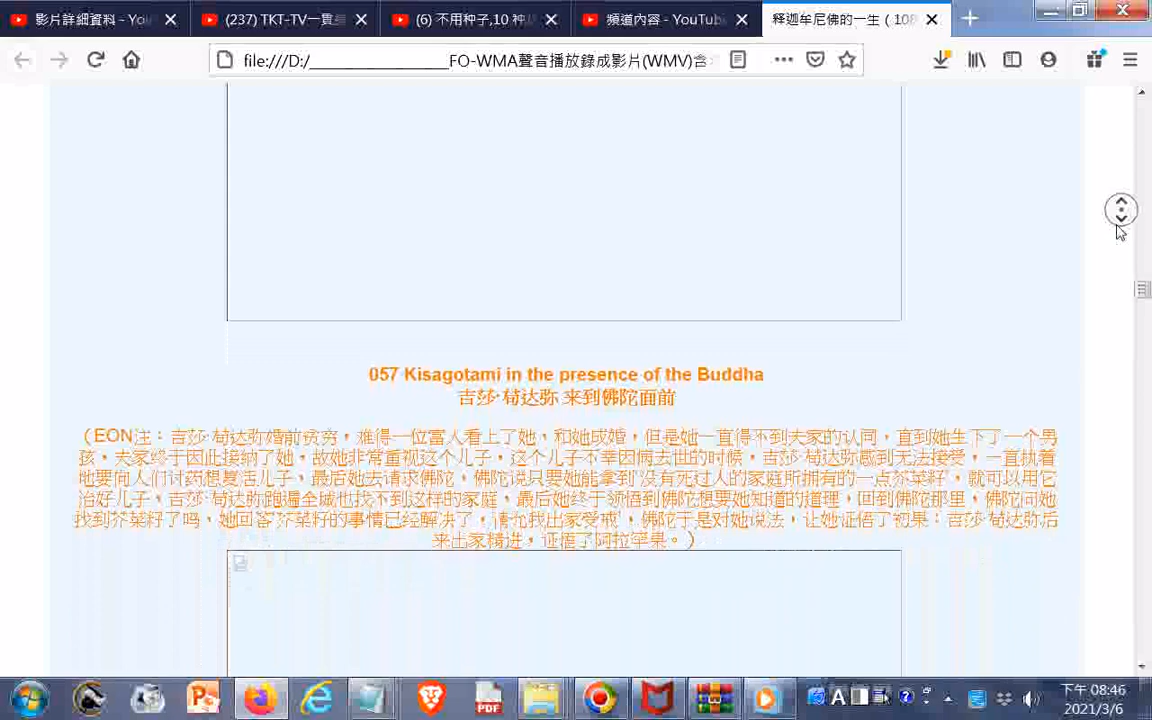 影片詳細資料 - You
(237) TKT-TV一貫
(6) 不用种子,10 种
頻道內容 - YouTub
释迦牟尼佛的一生（108
file:///D:/________________FO-WMA聲音播放錄成影片(WMV)含
057 Kisagotami in the presence of the Buddha
吉莎·苟达弥 来到佛陀面前
（EON注：吉莎·苟达弥婚前贫穷，难得一位富人看上了她，和她成婚，但是她一直得不到夫家的认同，直到她生下了一个男
孩，夫家终于因此接纳了她，故她非常重视这个儿子，这个儿子不幸因病去世的时候，吉莎·苟达弥感到无法接受，一直执着
地要向人们讨药想复活儿子，最后她去请求佛陀，佛陀说只要她能拿到“没有死过人的家庭所拥有的一点芥菜籽”，就可以用它
治好儿子，吉莎·苟达弥跑遍全城也找不到这样的家庭，最后她终于领悟到佛陀想要她知道的道理，回到佛陀那里，佛陀问她
找到芥菜籽了吗，她回答“芥菜籽的事情已经解决了，请允我出家受戒”，佛陀于是对她说法，让她证悟了初果：吉莎·苟达弥后
来出家精进，证悟了阿拉罕果。）
PDF
A
下午 08:46
2021/3/6